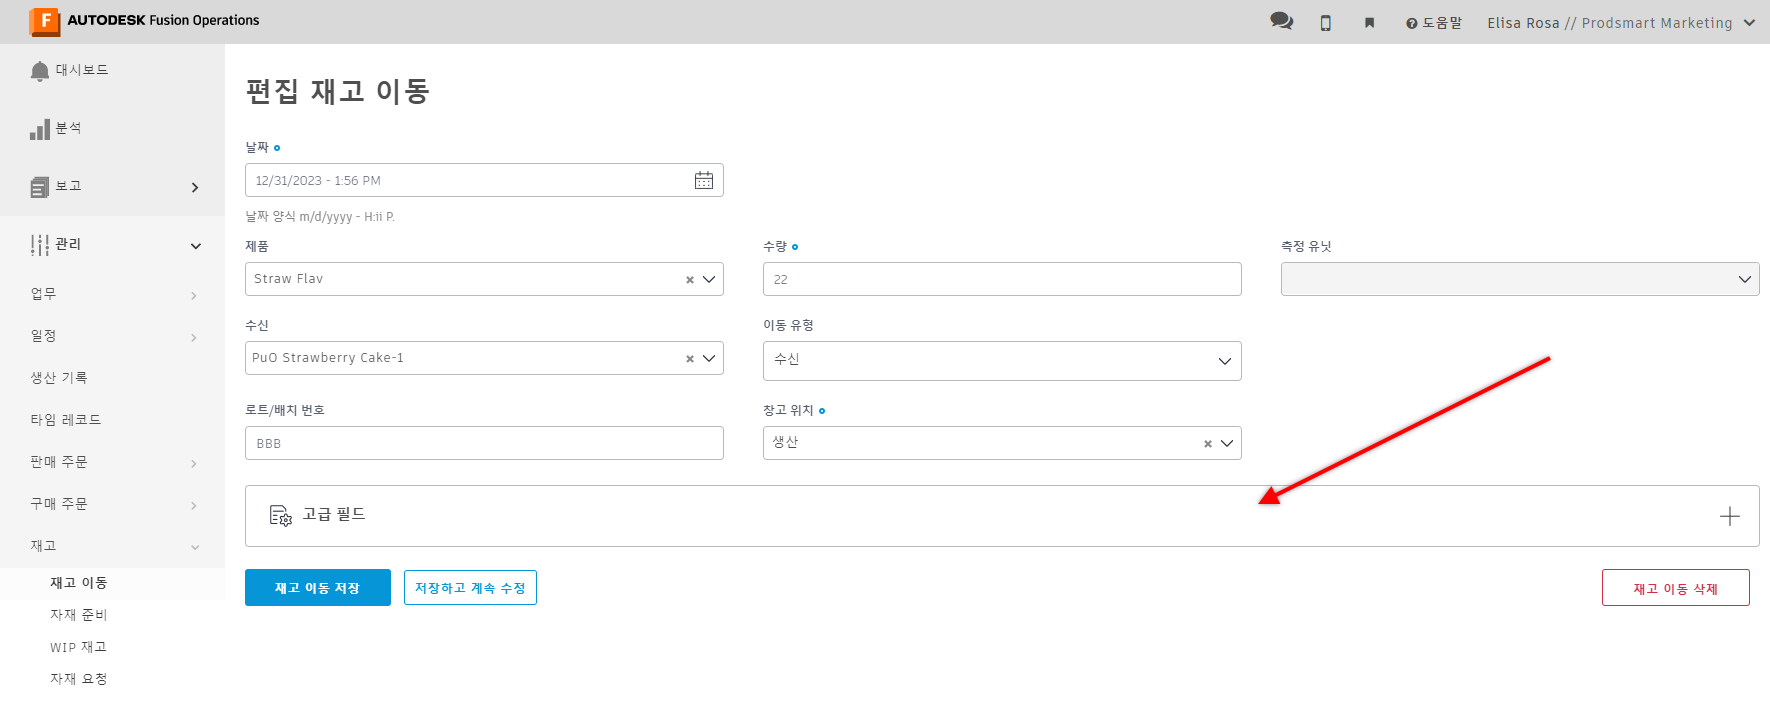 AUTODESK Fusion Operations
도움말
Elisa Rosa // Prodsmart Marketing
대시보드
분석
보고
관리
업무
일정
생산 기록
타임 레코드
판매 주문
구매 주문
재고
재고 이동
자재 준비
WIP 재고
자재 요청
편집 재고 이동
날짜
12/31/2023 - 1:56 PM
날짜 양식 m/d/yyyy - H:ii P.
제품
수량
측정 유닛
Straw Flav
22
수신
이동 유형
PuO Strawberry Cake-1
수신
로트/배치 번호
창고 위치
BBB
생산
고급 필드
재고 이동 저장
저장하고 계속 수정
재고 이동 삭제